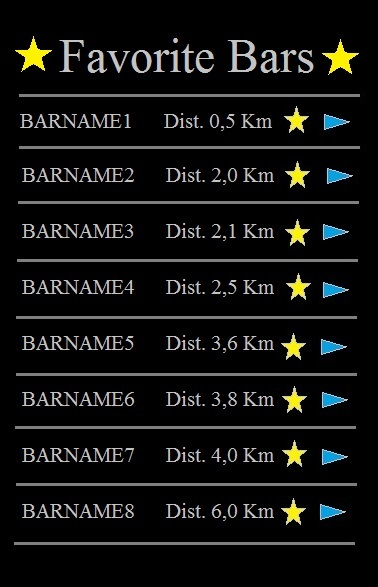 Favorite Bars
BARNAME1 Dist. 0,5 Km
BARNAME2 Dist. 2,0 Km
BARNAME3 Dist. 2,1 Km
BARNAME4 Dist. 2,5 Km
BARNAME5 Dist. 3,6 Km
BARNAME6 Dist. 3,8 Km
BARNAME7 Dist. 4,0 Km
BARNAME8 Dist. 6,0 Km